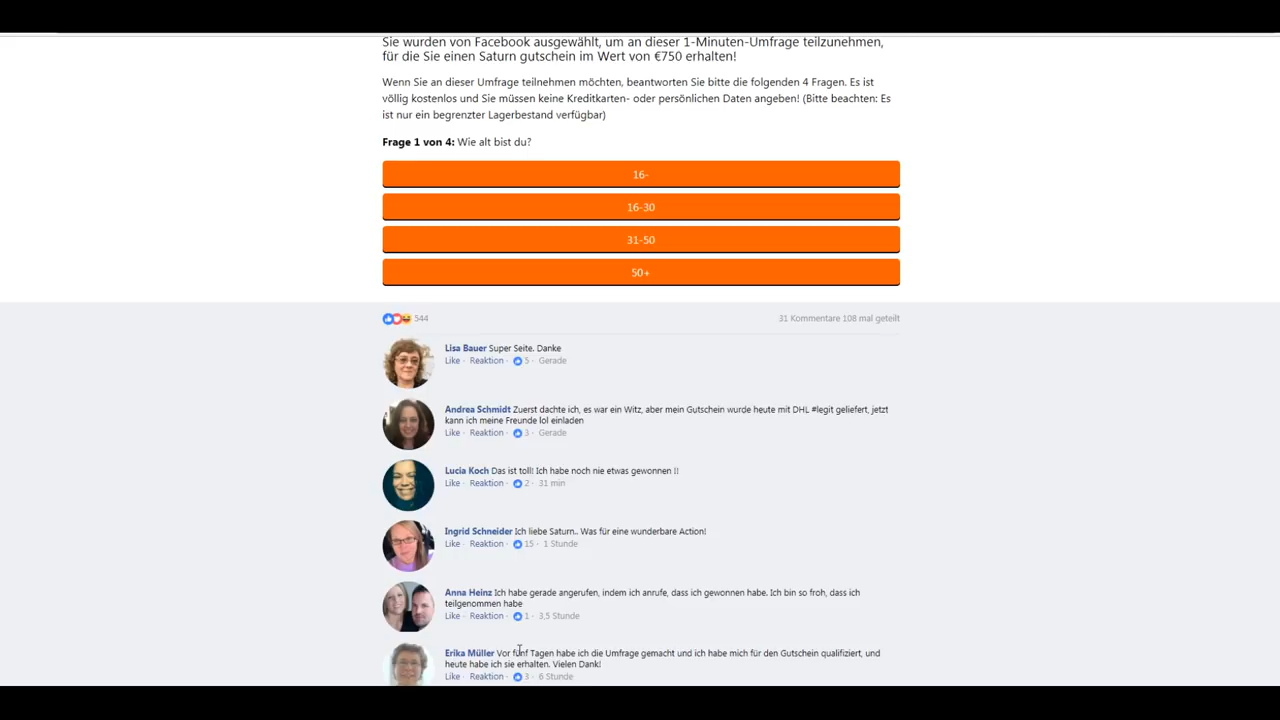 Sie wurden von Facebook ausgewählt, um an dieser 1-Minuten-Umfrage teilzunehmen,
für die Sie einen Saturn gutschein im Wert von €750 erhalten!
Wenn Sie an dieser Umfrage teilnehmen möchten, beantworten Sie bitte die folgenden 4 Fragen. Es ist
völlig kostenlos und Sie müssen keine Kreditkarten- oder persönlichen Daten angeben! (Bitte beachten: Es
ist nur ein begrenzter Lagerbestand verfügbar)
Frage 1 von 4: Wie alt bist du?
16-
16-30
31-50
50+
544
31 Kommentare 108 mal geteilt
Lisa Bauer Super Seite. Danke
Like · Reaktion · 5 · Gerade
Andrea Schmidt Zuerst dachte ich, es war ein Witz, aber mein Gutschein wurde heute mit DHL #legit geliefert, jetzt
kann ich meine Freunde lol einladen
Like · Reaktion · 3 · Gerade
Lucia Koch Das ist toll! Ich habe noch nie etwas gewonnen !!
Like · Reaktion · 2 · 31 min
Ingrid Schneider Ich liebe Saturn.. Was für eine wunderbare Action!
Like · Reaktion · 15 · 1 Stunde
Anna Heinz Ich habe gerade angerufen, indem ich anrufe, dass ich gewonnen habe. Ich bin so froh, dass ich
teilgenommen habe
Like · Reaktion · 1 · 3,5 Stunde
Erika Müller Vor fünf Tagen habe ich die Umfrage gemacht und ich habe mich für den Gutschein qualifiziert, und
heute habe ich sie erhalten. Vielen Dank!
Like · Reaktion · 3 · 6 Stunde